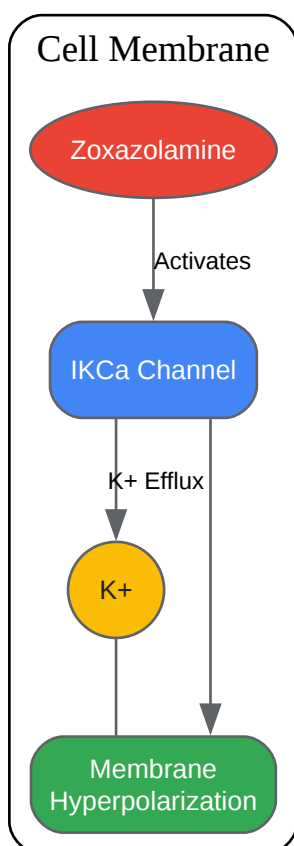 Cell Membrane
Zoxazolamine
Activates
IKCa Channel
K+ Efflux
K+
Membrane
Hyperpolarization